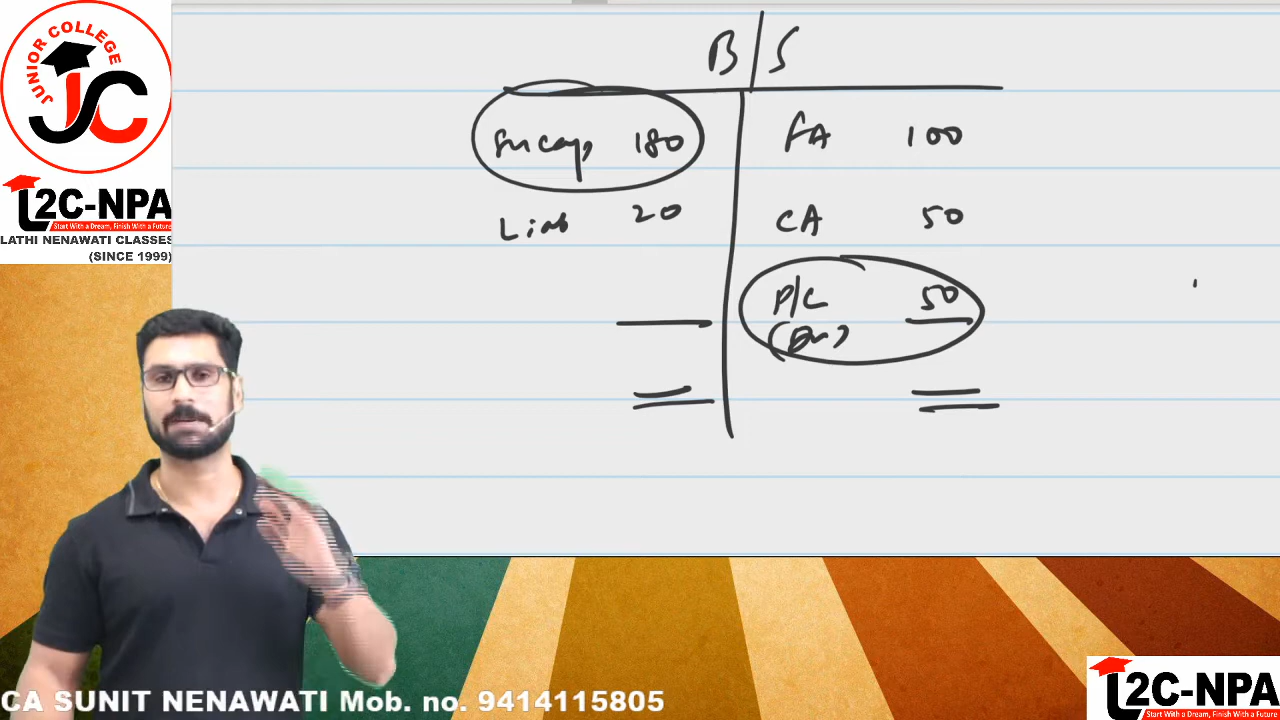 JUNIOR COLLEGE
JC
L2C-NPA
Start With a Dream, Finish With a Future
LATHI NENAWATI CLASSES
(SINCE 1999)
B/S
Sh cap 180
Liab 20
FA 100
CA 50
P/L 50
(Dr)
CA SUNIT NENAWATI Mob. no. 9414115805
L2C-NPA
Start With a Dream, Finish With a Future